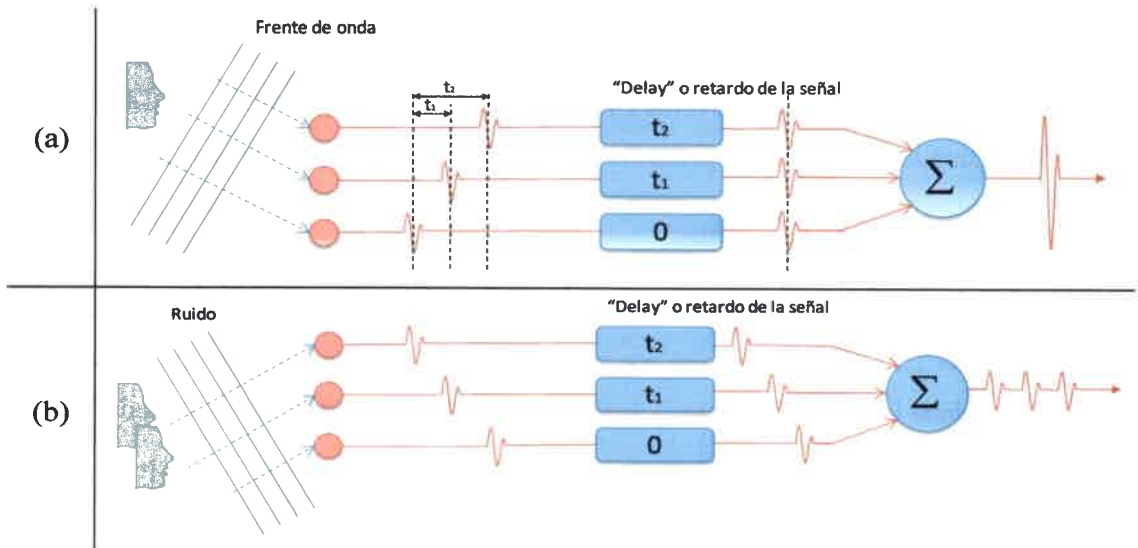 Frente de onda
t₂
t₁
"Delay" o retardo de la señal
(a)
t₂
t₁
0
Σ
Ruido
"Delay" o retardo de la señal
(b)
t₂
t₁
0
Σ